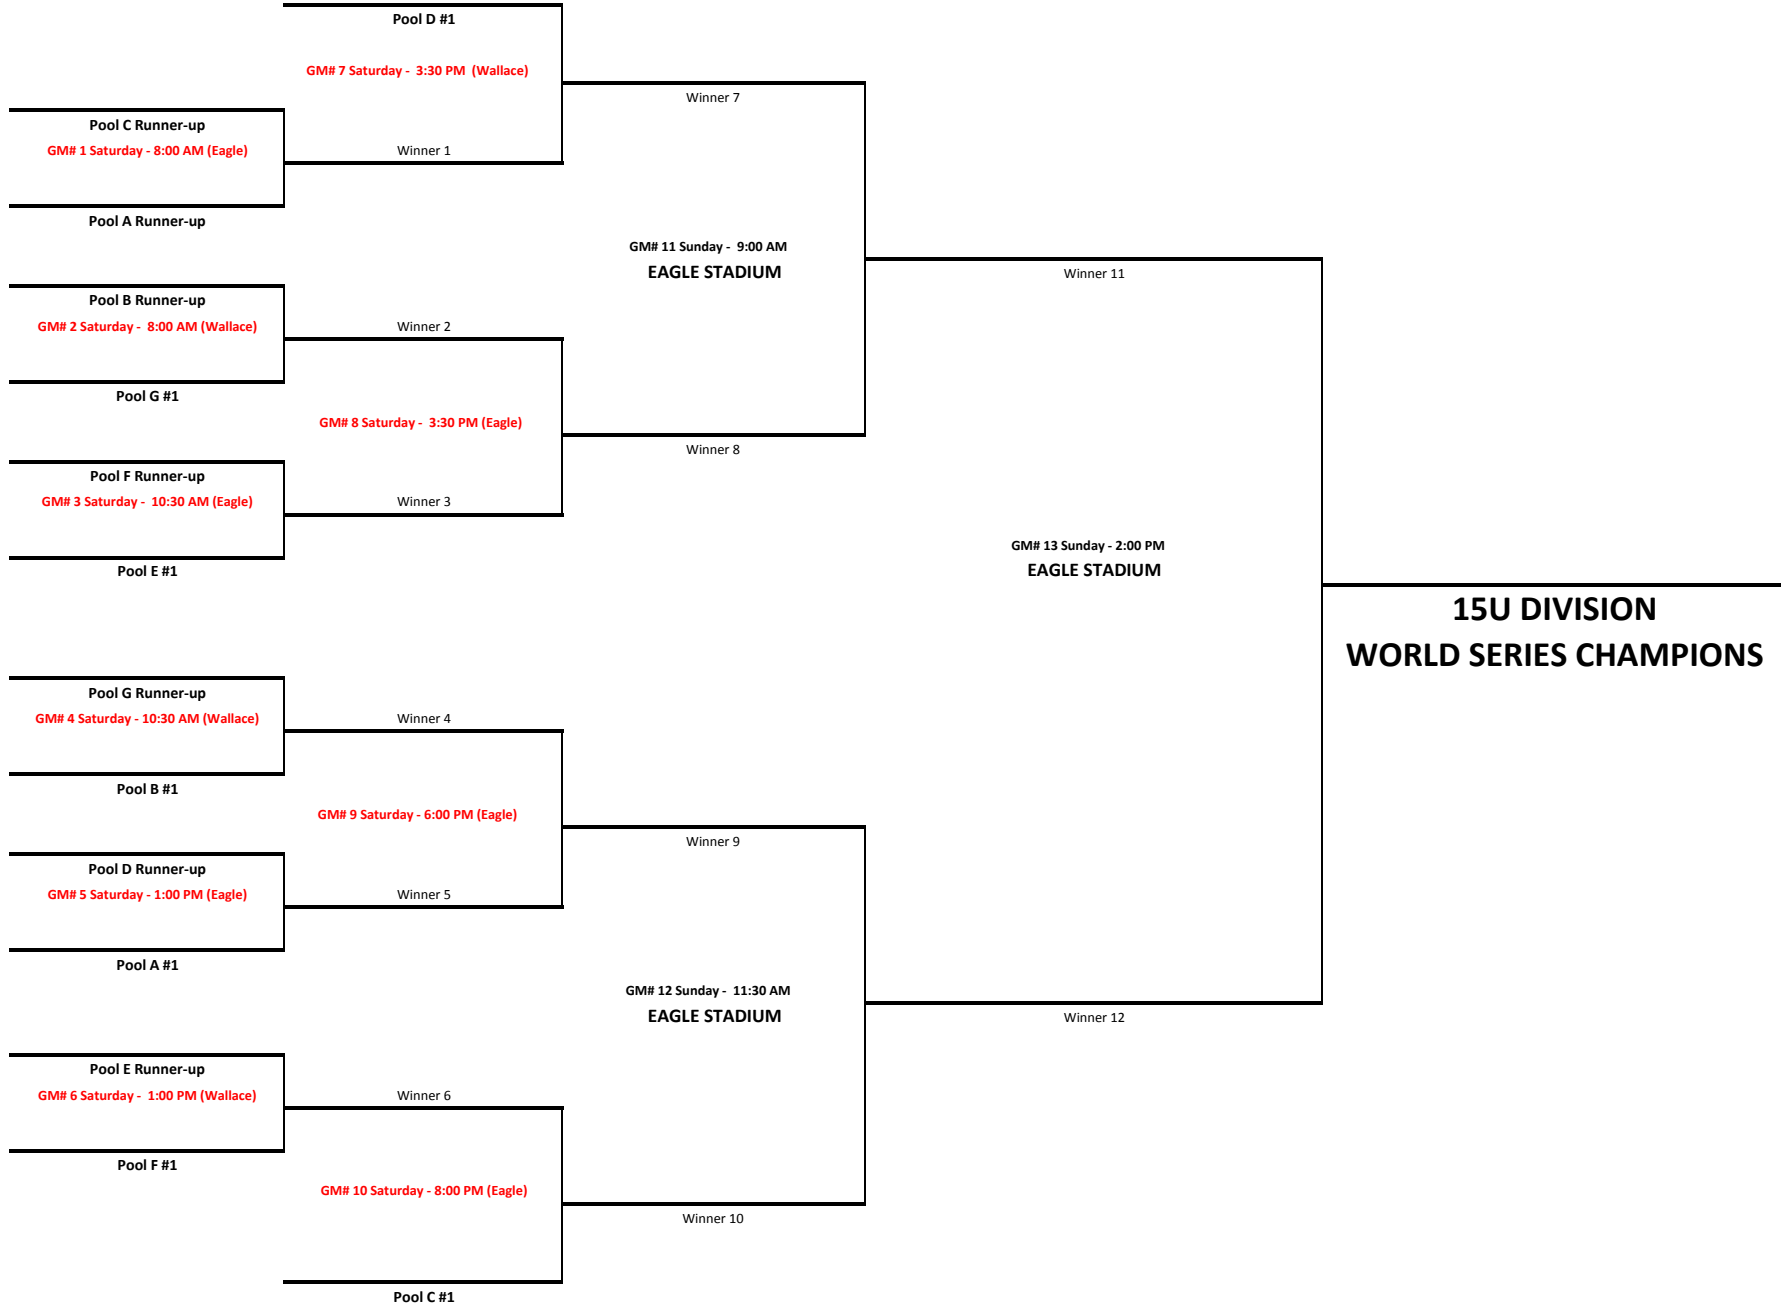 Pool D #1
GM# 7 Saturday - 3:30 PM (Wallace)
Winner 7
Pool C Runner-up
GM# 1 Saturday - 8:00 AM (Eagle)
Winner 1
Pool A Runner-up
GM# 11 Sunday - 9:00 AM
EAGLE STADIUM
Winner 11
Pool B Runner-up
GM# 2 Saturday - 8:00 AM (Wallace)
Winner 2
Pool G #1
GM# 8 Saturday - 3:30 PM (Eagle)
Winner 8
Pool F Runner-up
GM# 3 Saturday - 10:30 AM (Eagle)
Winner 3
Pool E #1
GM# 13 Sunday - 2:00 PM
EAGLE STADIUM
15U DIVISION
WORLD SERIES CHAMPIONS
Pool G Runner-up
GM# 4 Saturday - 10:30 AM (Wallace)
Winner 4
Pool B #1
GM# 9 Saturday - 6:00 PM (Eagle)
Winner 9
Pool D Runner-up
GM# 5 Saturday - 1:00 PM (Eagle)
Winner 5
Pool A #1
GM# 12 Sunday - 11:30 AM
EAGLE STADIUM
Winner 12
Pool E Runner-up
GM# 6 Saturday - 1:00 PM (Wallace)
Winner 6
Pool F #1
GM# 10 Saturday - 8:00 PM (Eagle)
Winner 10
Pool C #1